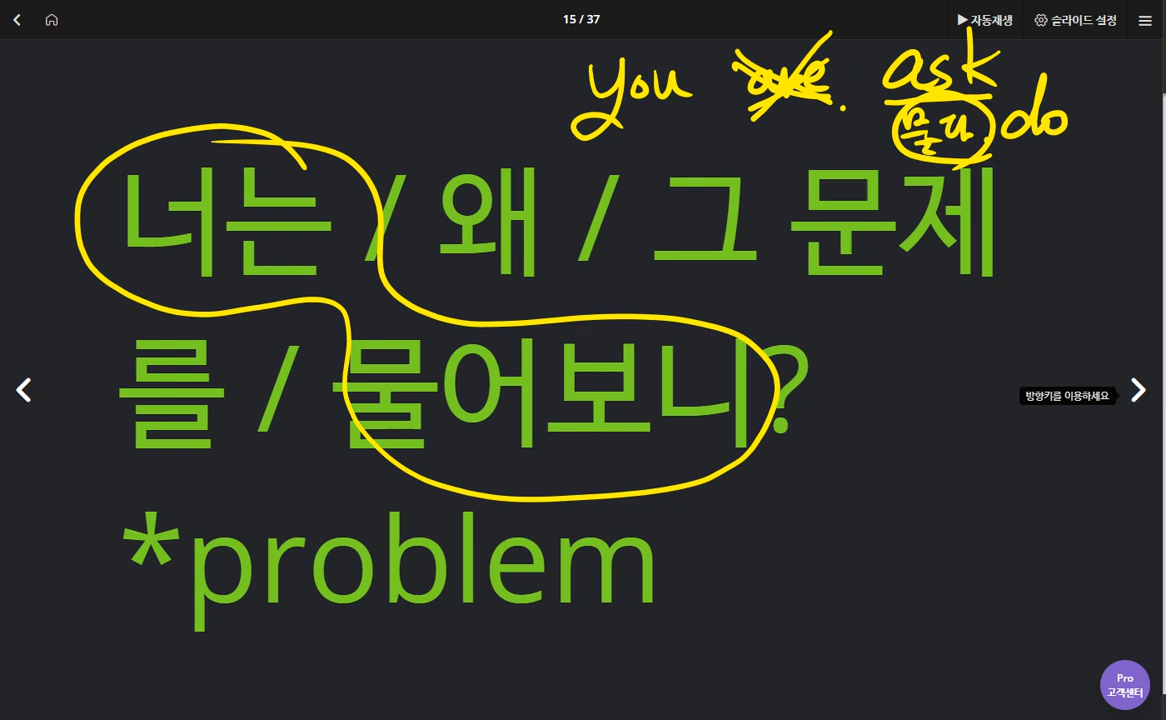 15 / 37
▶ 자동재생
슬라이드 설정
you are. ask
묻다 do
너는 / 왜 / 그 문제
를 / 물어보니?
방향키를 이용하세요
*problem
Pro
고객센터